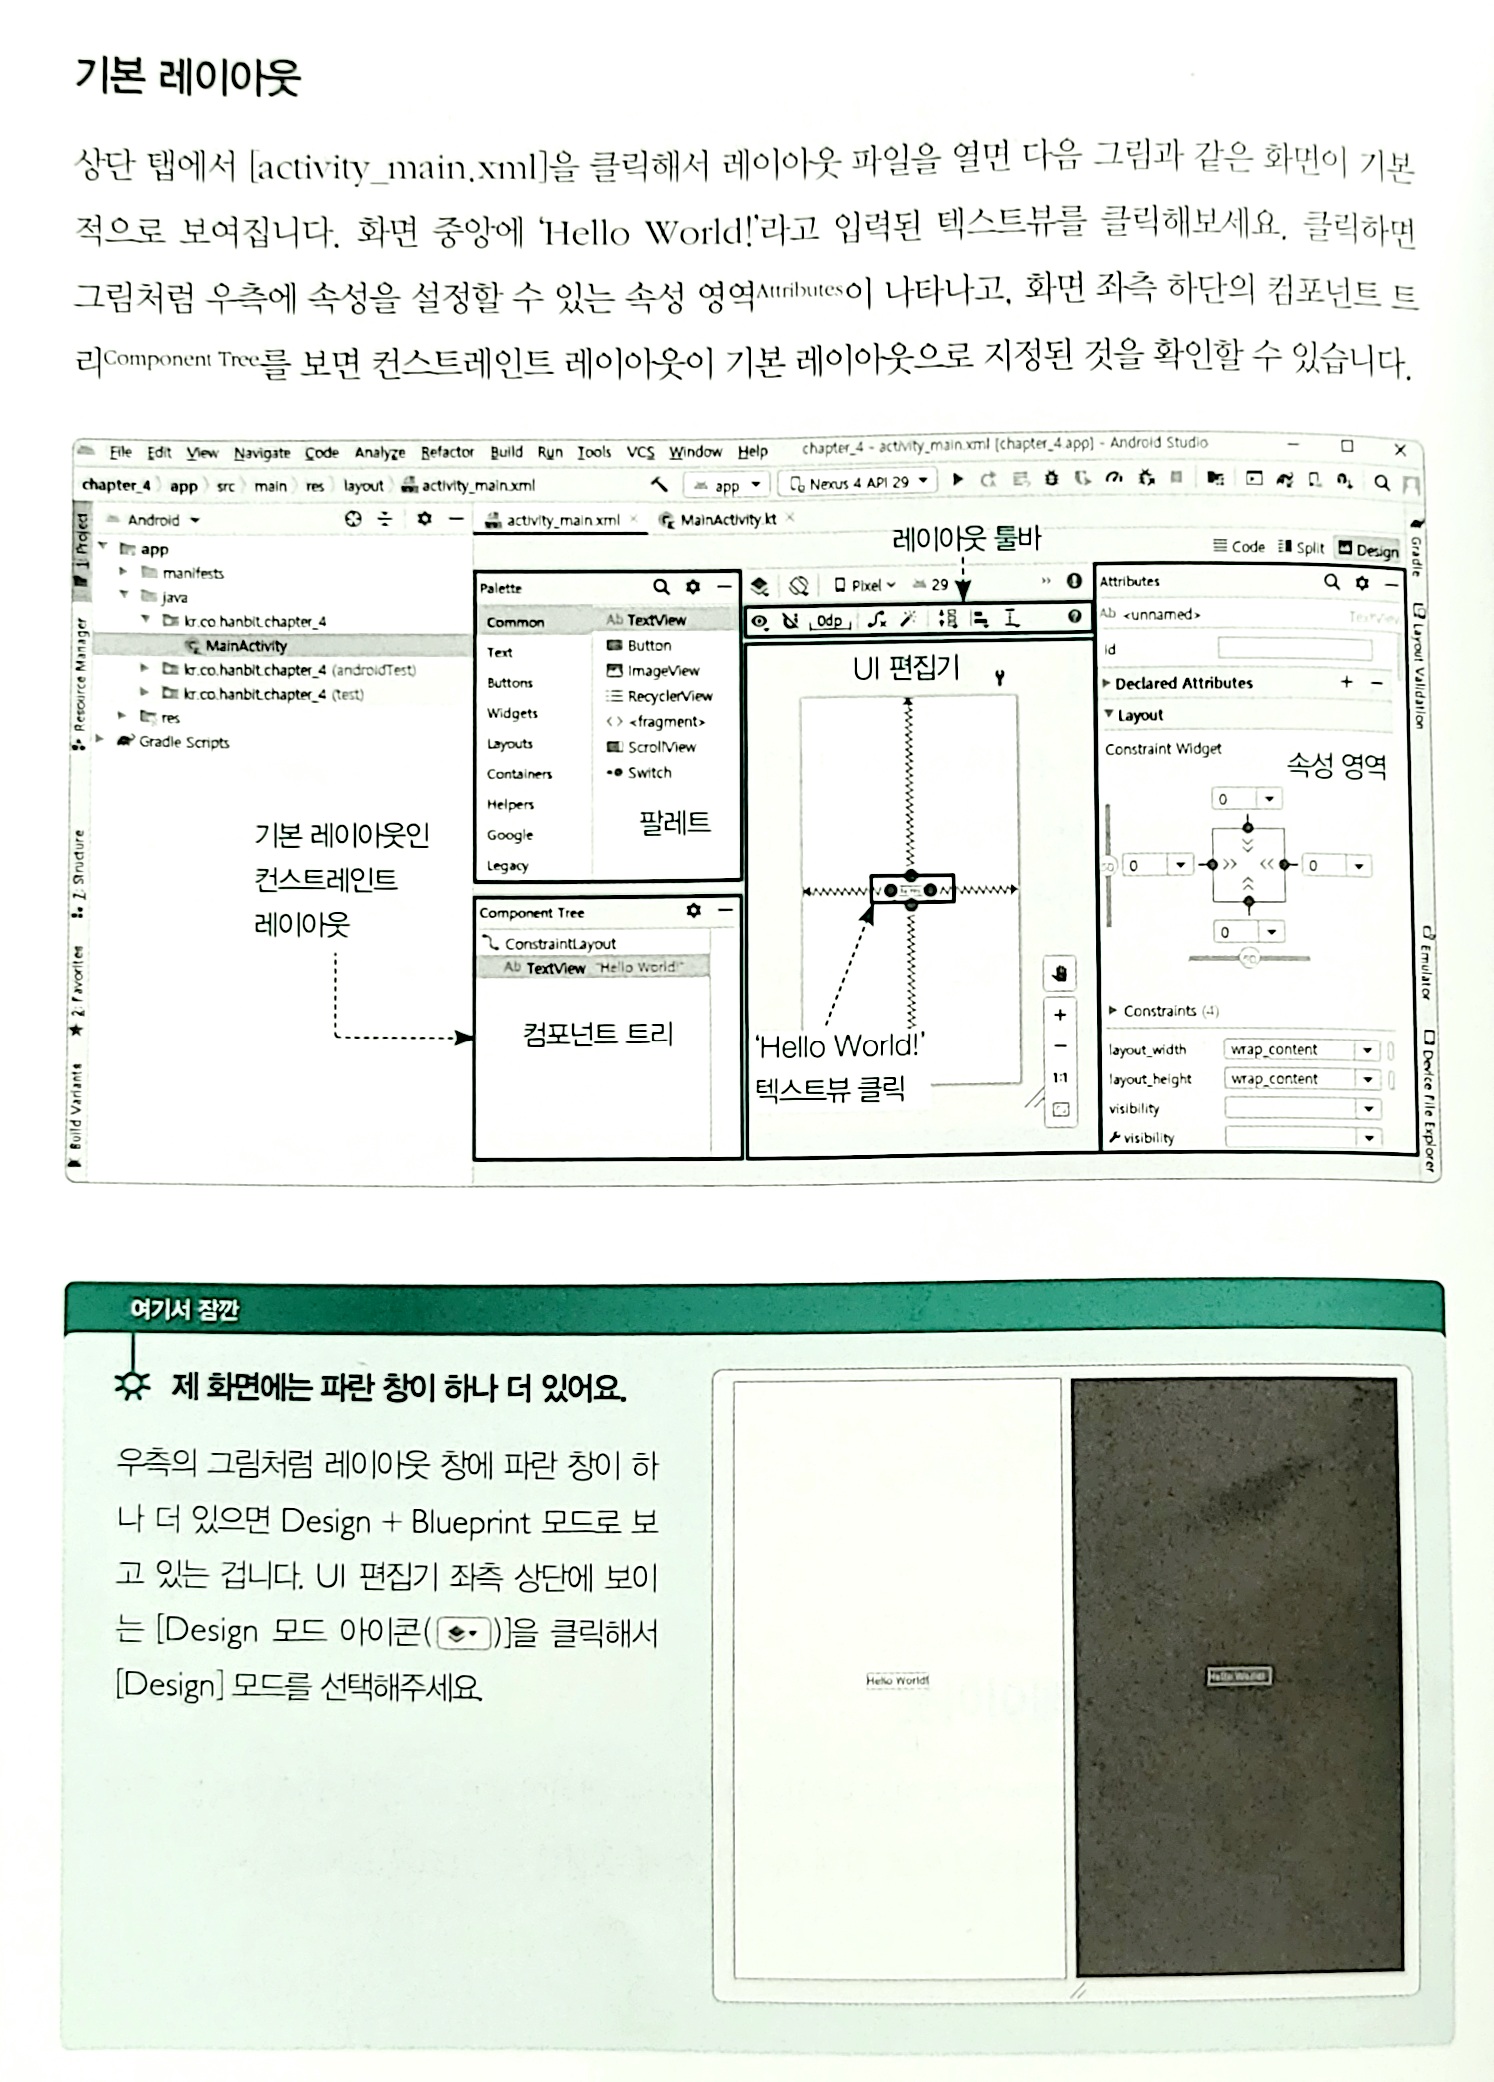 기본 레이아웃
상단 탭에서 [activity_main.xml]을 클릭해서 레이아웃 파일을 열면 다음 그림과 같은 화면이 기본
적으로 보여집니다. 화면 중앙에 ‘Hello World!’라고 입력된 텍스트뷰를 클릭해보세요. 클릭하면
그림처럼 우측에 속성을 설정할 수 있는 속성 영역Attributes이 나타나고, 화면 좌측 하단의 컴포넌트 트
리Component Tree를 보면 컨스트레인트 레이아웃이 기본 레이아웃으로 지정된 것을 확인할 수 있습니다.
File Edit View Navigate Code Analyze Refactor Build Run Tools VCS Window Help chapter_4 - activity_main.xml [chapter_4.app] - Android Studio
chapter_4 app src main res layout activity_main.xml app Nexus 4 API 29
1: Project
Resource Manager
7: Structure
2: Favorites
Build Variants
Android
app
manifests
java
kr.co.hanbit.chapter_4
MainActivity
kr.co.hanbit.chapter_4 (androidTest)
kr.co.hanbit.chapter_4 (test)
res
Gradle Scripts
기본 레이아웃인
컨스트레인트
레이아웃
activity_main.xml MainActivity.kt
레이아웃 툴바
Code Split Design
Palette
Common
Text
Buttons
Widgets
Layouts
Containers
Helpers
Google
Legacy
Ab TextView
Button
ImageView
RecyclerView
<fragment>
ScrollView
Switch
팔레트
Component Tree
ConstraintLayout
Ab TextView "Hello World!"
컴포넌트 트리
Pixel 29
0dp
UI 편집기
‘Hello World!’
텍스트뷰 클릭
1:1
Attributes
Ab <unnamed> TextView
id
Declared Attributes
Layout
Constraint Widget
속성 영역
0
0 0
0
50
50
Constraints (4)
layout_width wrap_content
layout_height wrap_content
visibility
visibility
Gradle
Layout Validation
Emulator
Device File Explorer
여기서 잠깐
제 화면에는 파란 창이 하나 더 있어요.
우측의 그림처럼 레이아웃 창에 파란 창이 하
나 더 있으면 Design + Blueprint 모드로 보
고 있는 겁니다. UI 편집기 좌측 상단에 보이
는 [Design 모드 아이콘( )]을 클릭해서
[Design] 모드를 선택해주세요.
Hello World!
Hello World!